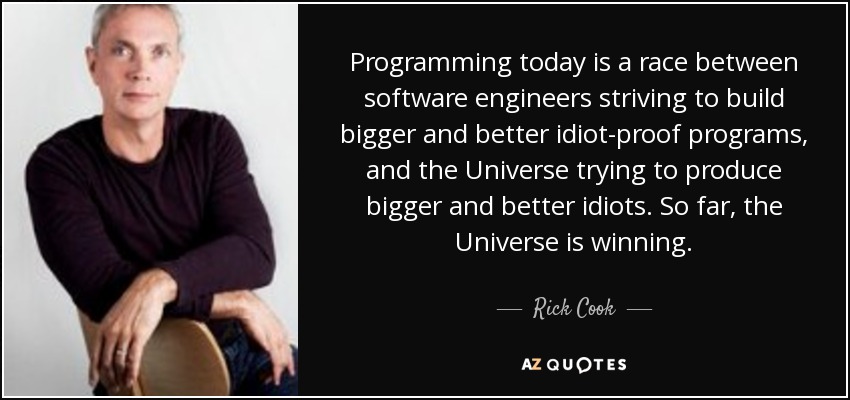 Programming today is a race between
software engineers striving to build
bigger and better idiot-proof programs,
and the Universe trying to produce
bigger and better idiots. So far, the
Universe is winning.
Rick Cook
AZ QUOTES